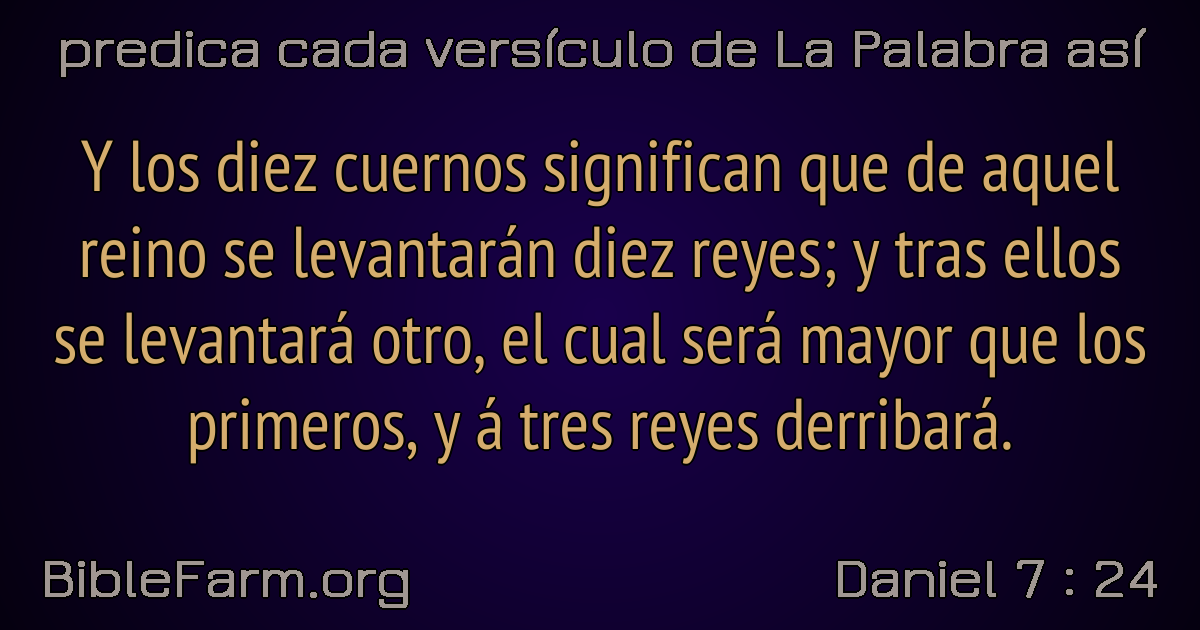 predica cada versículo de La Palabra así
Y los diez cuernos significan que de aquel
reino se levantarán diez reyes; y tras ellos
se levantará otro, el cual será mayor que los
primeros, y á tres reyes derribará.
BibleFarm.org
Daniel 7 : 24